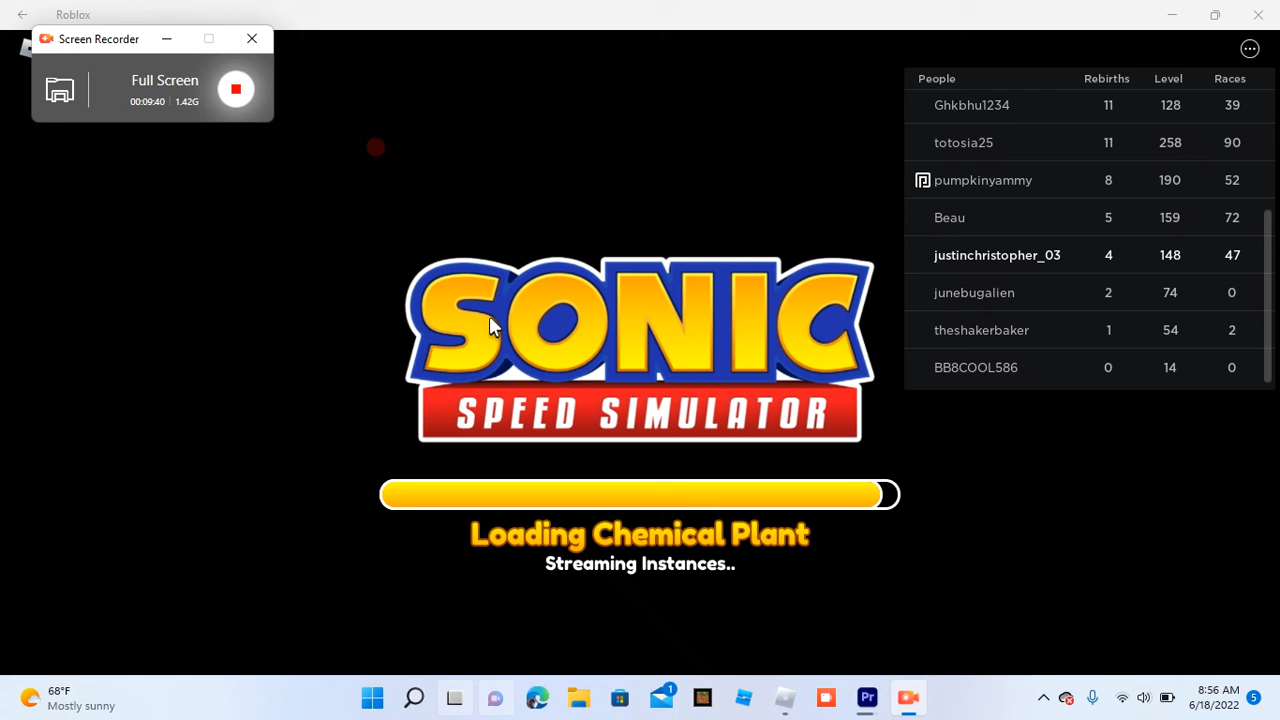 Roblox
Screen Recorder
Full Screen
00:09:40 1.42G
People Rebirths Level Races
Ghkbhu1234 11 128 39
totosia25 11 258 90
pumpkinyammy 8 190 52
Beau 5 159 72
justinchristopher_03 4 148 47
junebugalien 2 74 0
theshakerbaker 1 54 2
BB8COOL586 0 14 0
SONIC
SPEED SIMULATOR
Loading Chemical Plant
Streaming Instances..
68°F
Mostly sunny
1
Pr
8:56 AM
6/18/2022
5